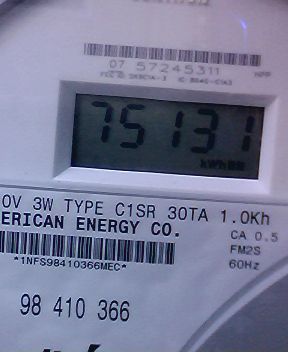 07 57245311
75131
kWh
0V 3W TYPE C1SR 30TA 1.0Kh
ERICAN ENERGY CO.
CA 0.5
FM2S
60Hz
*1NFS98410366MEC*
98 410 366